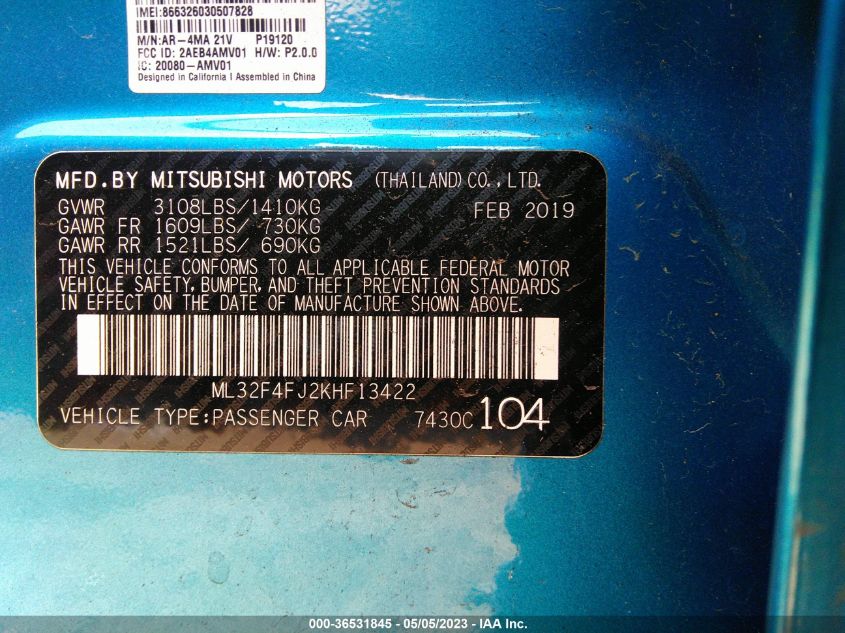 IMEI:866326030507828
M/N:AR-4MA 21V P19120
FCC ID: 2AEB4AMV01 H/W: P2.0.0
IC: 20080-AMV01
Designed in California | Assembled in China
MFD.BY MITSUBISHI MOTORS (THAILAND)CO.,LTD.
GVWR 3108LBS/1410KG FEB 2019
GAWR FR 1609LBS/ 730KG
GAWR RR 1521LBS/ 690KG
THIS VEHICLE CONFORMS TO ALL APPLICABLE FEDERAL MOTOR
VEHICLE SAFETY, BUMPER, AND THEFT PREVENTION STANDARDS
IN EFFECT ON THE DATE OF MANUFACTURE SHOWN ABOVE.
ML32F4FJ2KHF13422
VEHICLE TYPE:PASSENGER CAR 7430C 104
000-36531845 - 05/05/2023 - © IAA Inc.